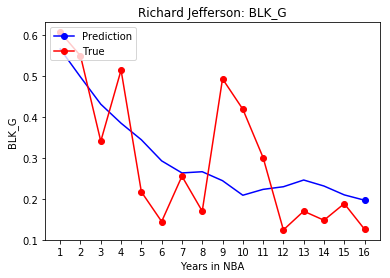 Richard Jefferson: BLK_G
Prediction
True
0.6
0.5
0.4
0.3
0.2
0.1
BLK_G
1 2 3 4 5 6 7 8 9 10 11 12 13 14 15 16
Years in NBA